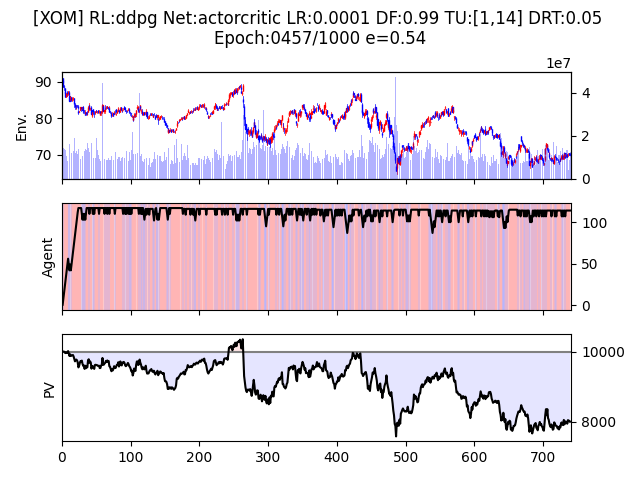 [XOM] RL:ddpg Net:actorcritic LR:0.0001 DF:0.99 TU:[1,14] DRT:0.05
Epoch:0457/1000 e=0.54
1e7
Env.
90
80
70
4
2
0
Agent
100
50
0
PV
10000
8000
0 100 200 300 400 500 600 700